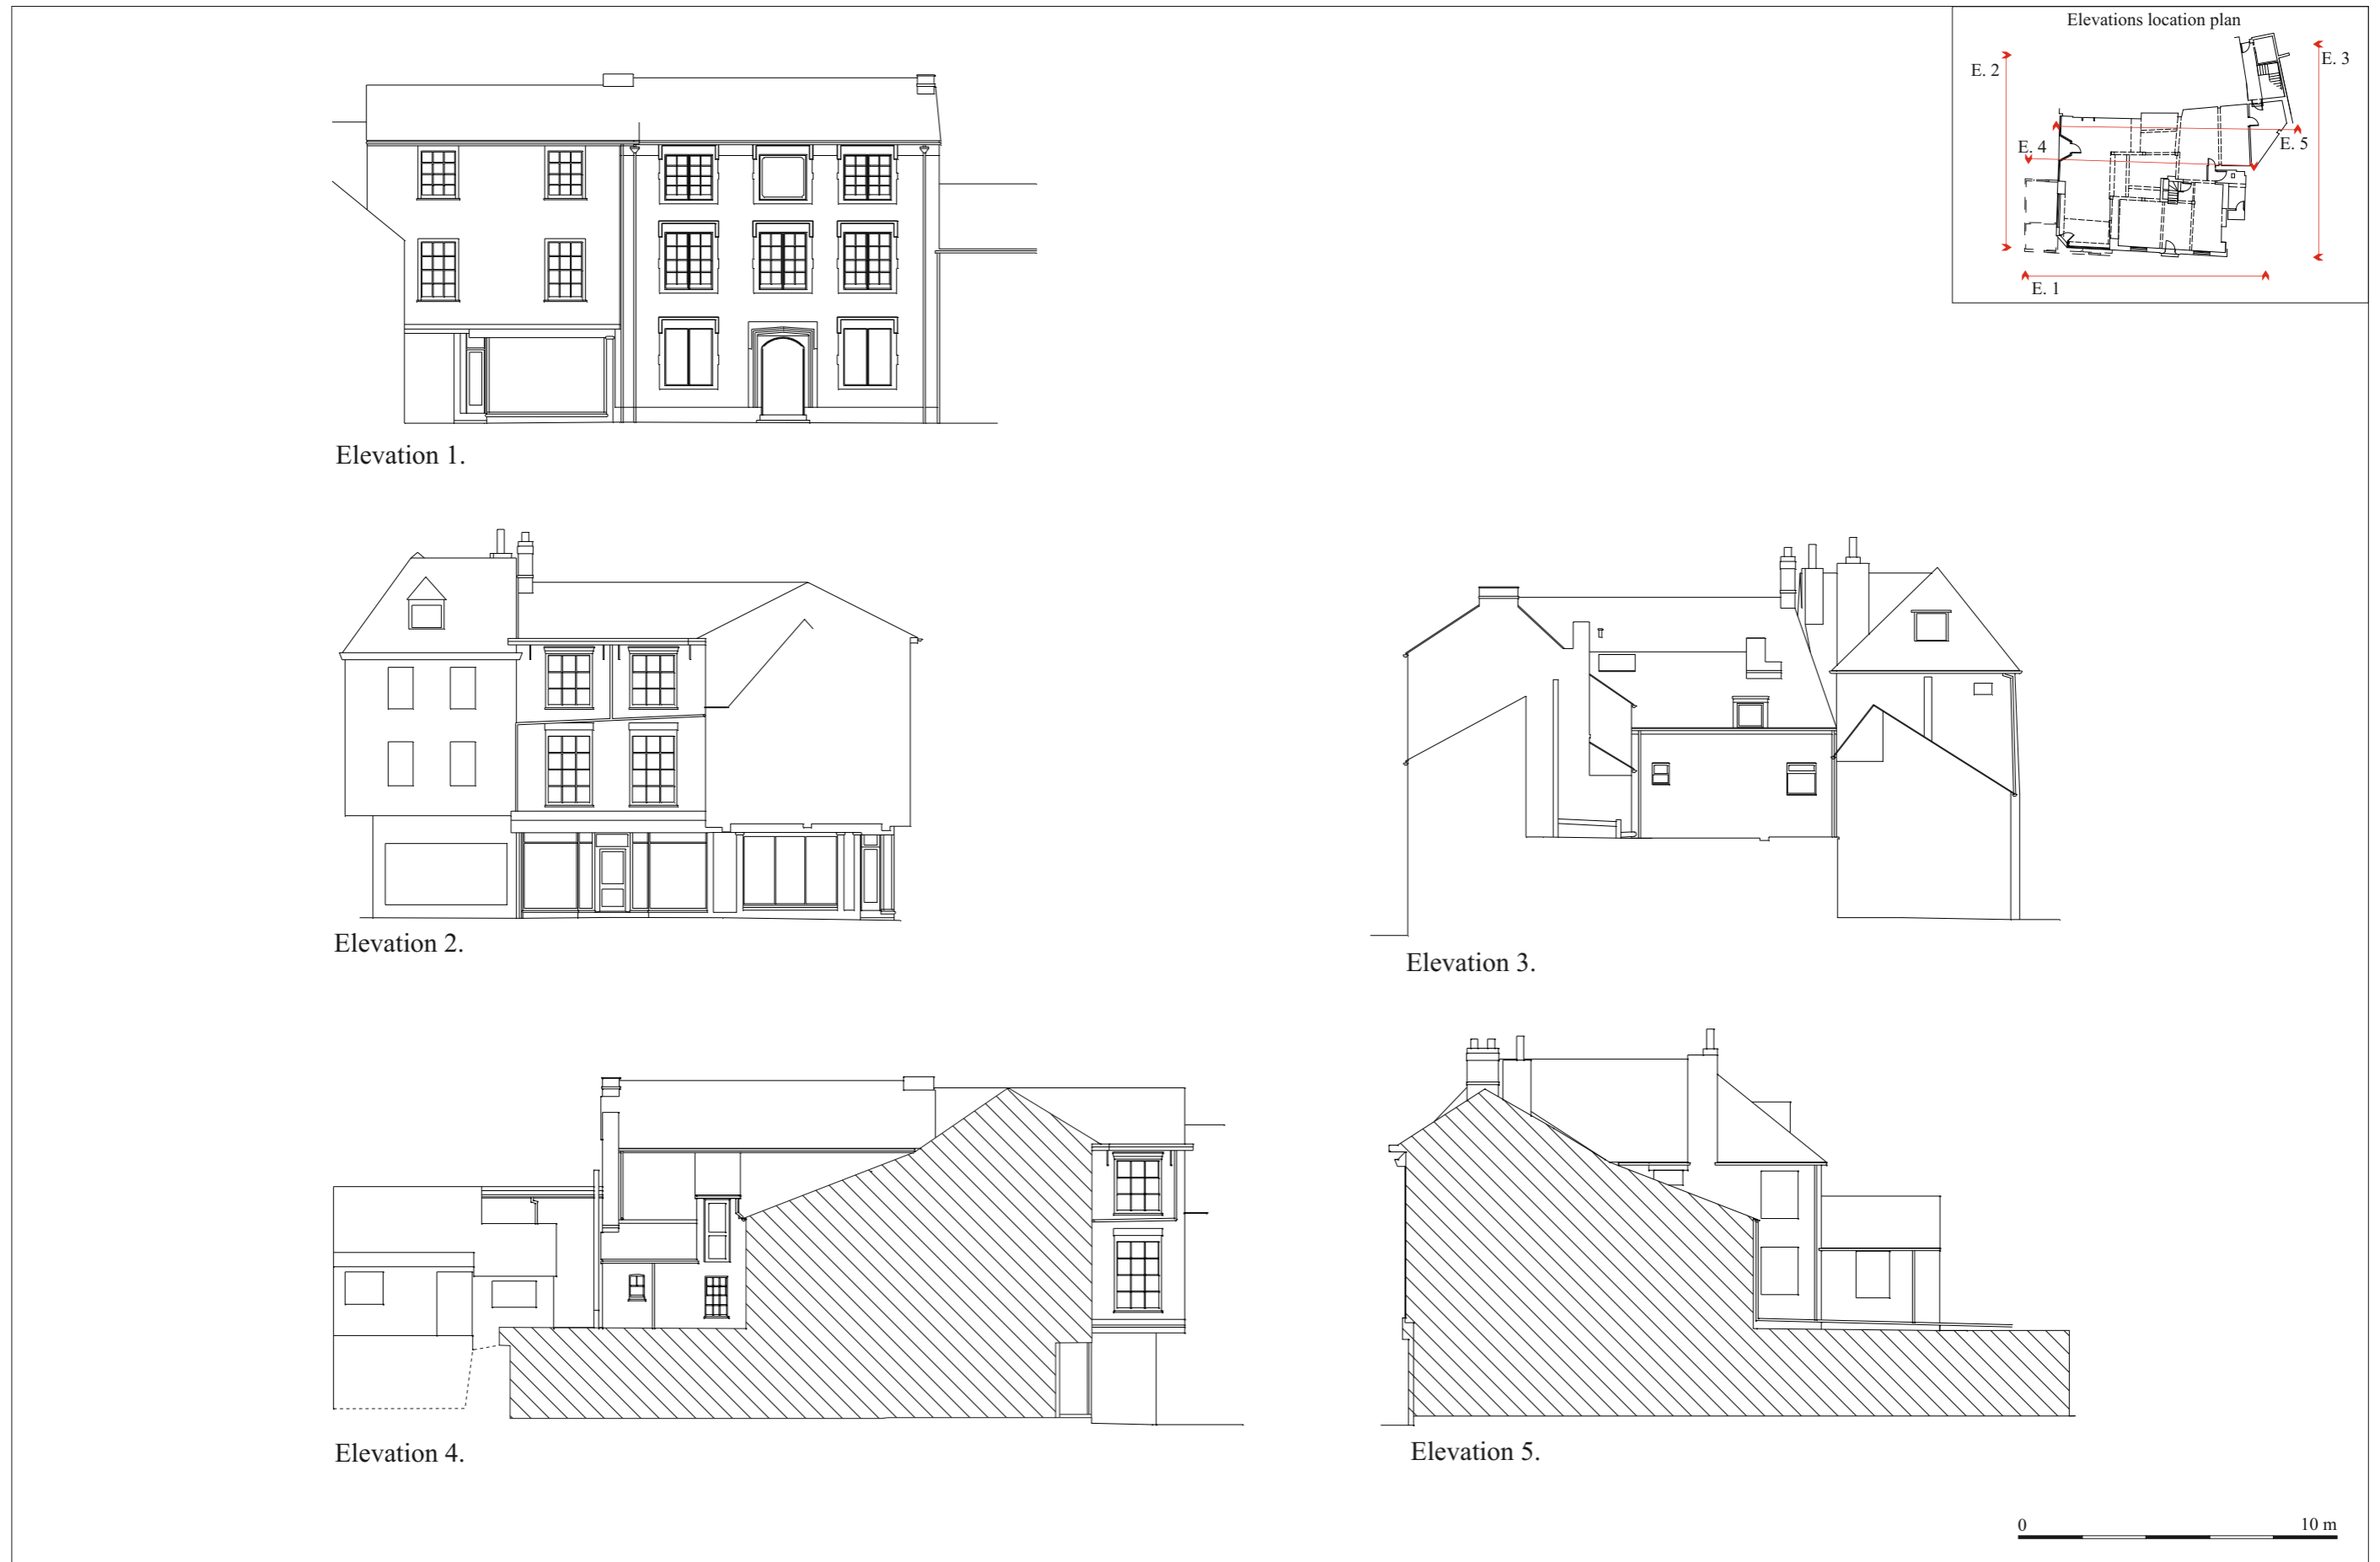 Elevations location plan
E. 2
E. 3
E. 4
E. 5
E. 1
Elevation 1.
Elevation 2.
Elevation 3.
Elevation 4.
Elevation 5.
0
10 m